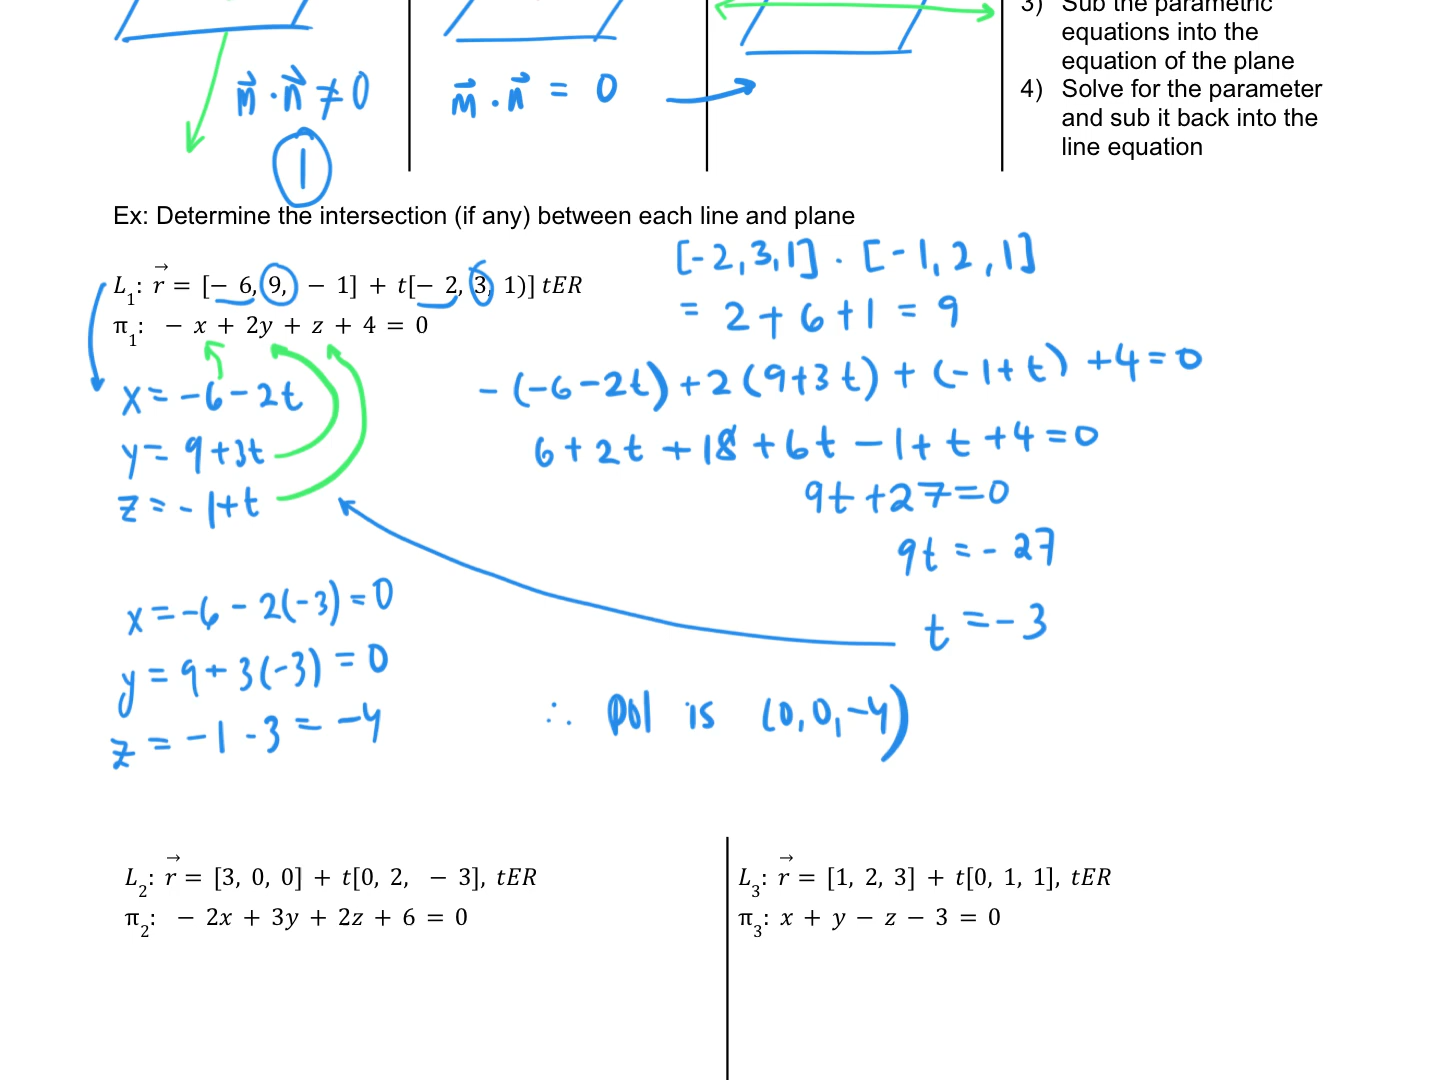 3) Sub the parametric
equations into the
equation of the plane
4) Solve for the parameter
and sub it back into the
line equation
m⃗ · n⃗ ≠ 0
m⃗ · n⃗ = 0
1
Ex: Determine the intersection (if any) between each line and plane
L₁: r⃗ = [− 6, 9, − 1] + t[− 2, 3, 1)] tER
π₁: − x + 2y + z + 4 = 0
[-2,3,1] · [-1,2,1]
= 2+6+1 = 9
x = -6-2t
y = 9+3t
z = -1+t
-(-6-2t)+2(9+3t)+(-1+t)+4=0
6+2t+18+6t-1+t+4=0
9t+27=0
9t = -27
t = -3
x = -6-2(-3) = 0
y = 9+3(-3) = 0
z = -1-3 = -4
∴ POI is (0,0,-4)
L₂: r⃗ = [3, 0, 0] + t[0, 2, − 3], tER
π₂: − 2x + 3y + 2z + 6 = 0
L₃: r⃗ = [1, 2, 3] + t[0, 1, 1], tER
π₃: x + y − z − 3 = 0